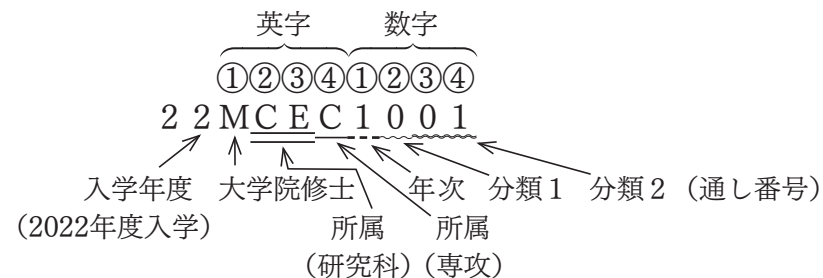 英字 数字
①②③④①②③④
22MCEC1001
入学年度 大学院修士 年次 分類1 分類2（通し番号）
（2022年度入学） 所属 所属
（研究科）（専攻）